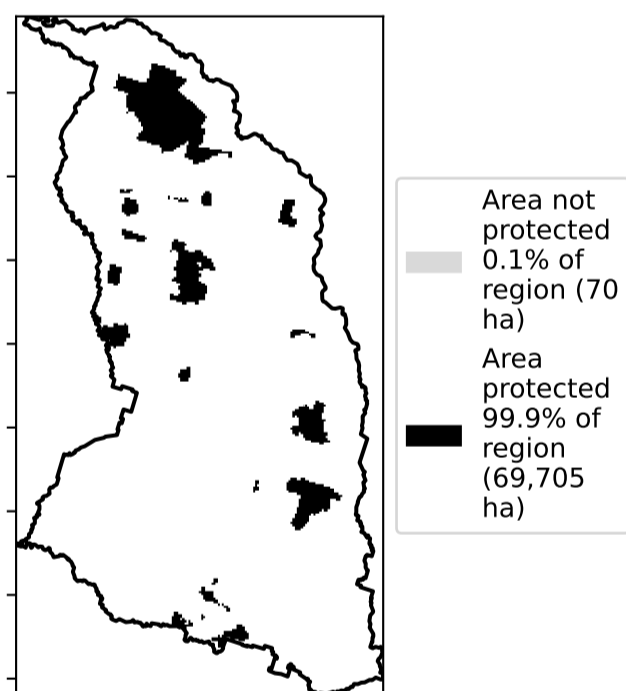 Area not
protected
0.1% of
region (70
ha)
Area
protected
99.9% of
region
(69,705
ha)